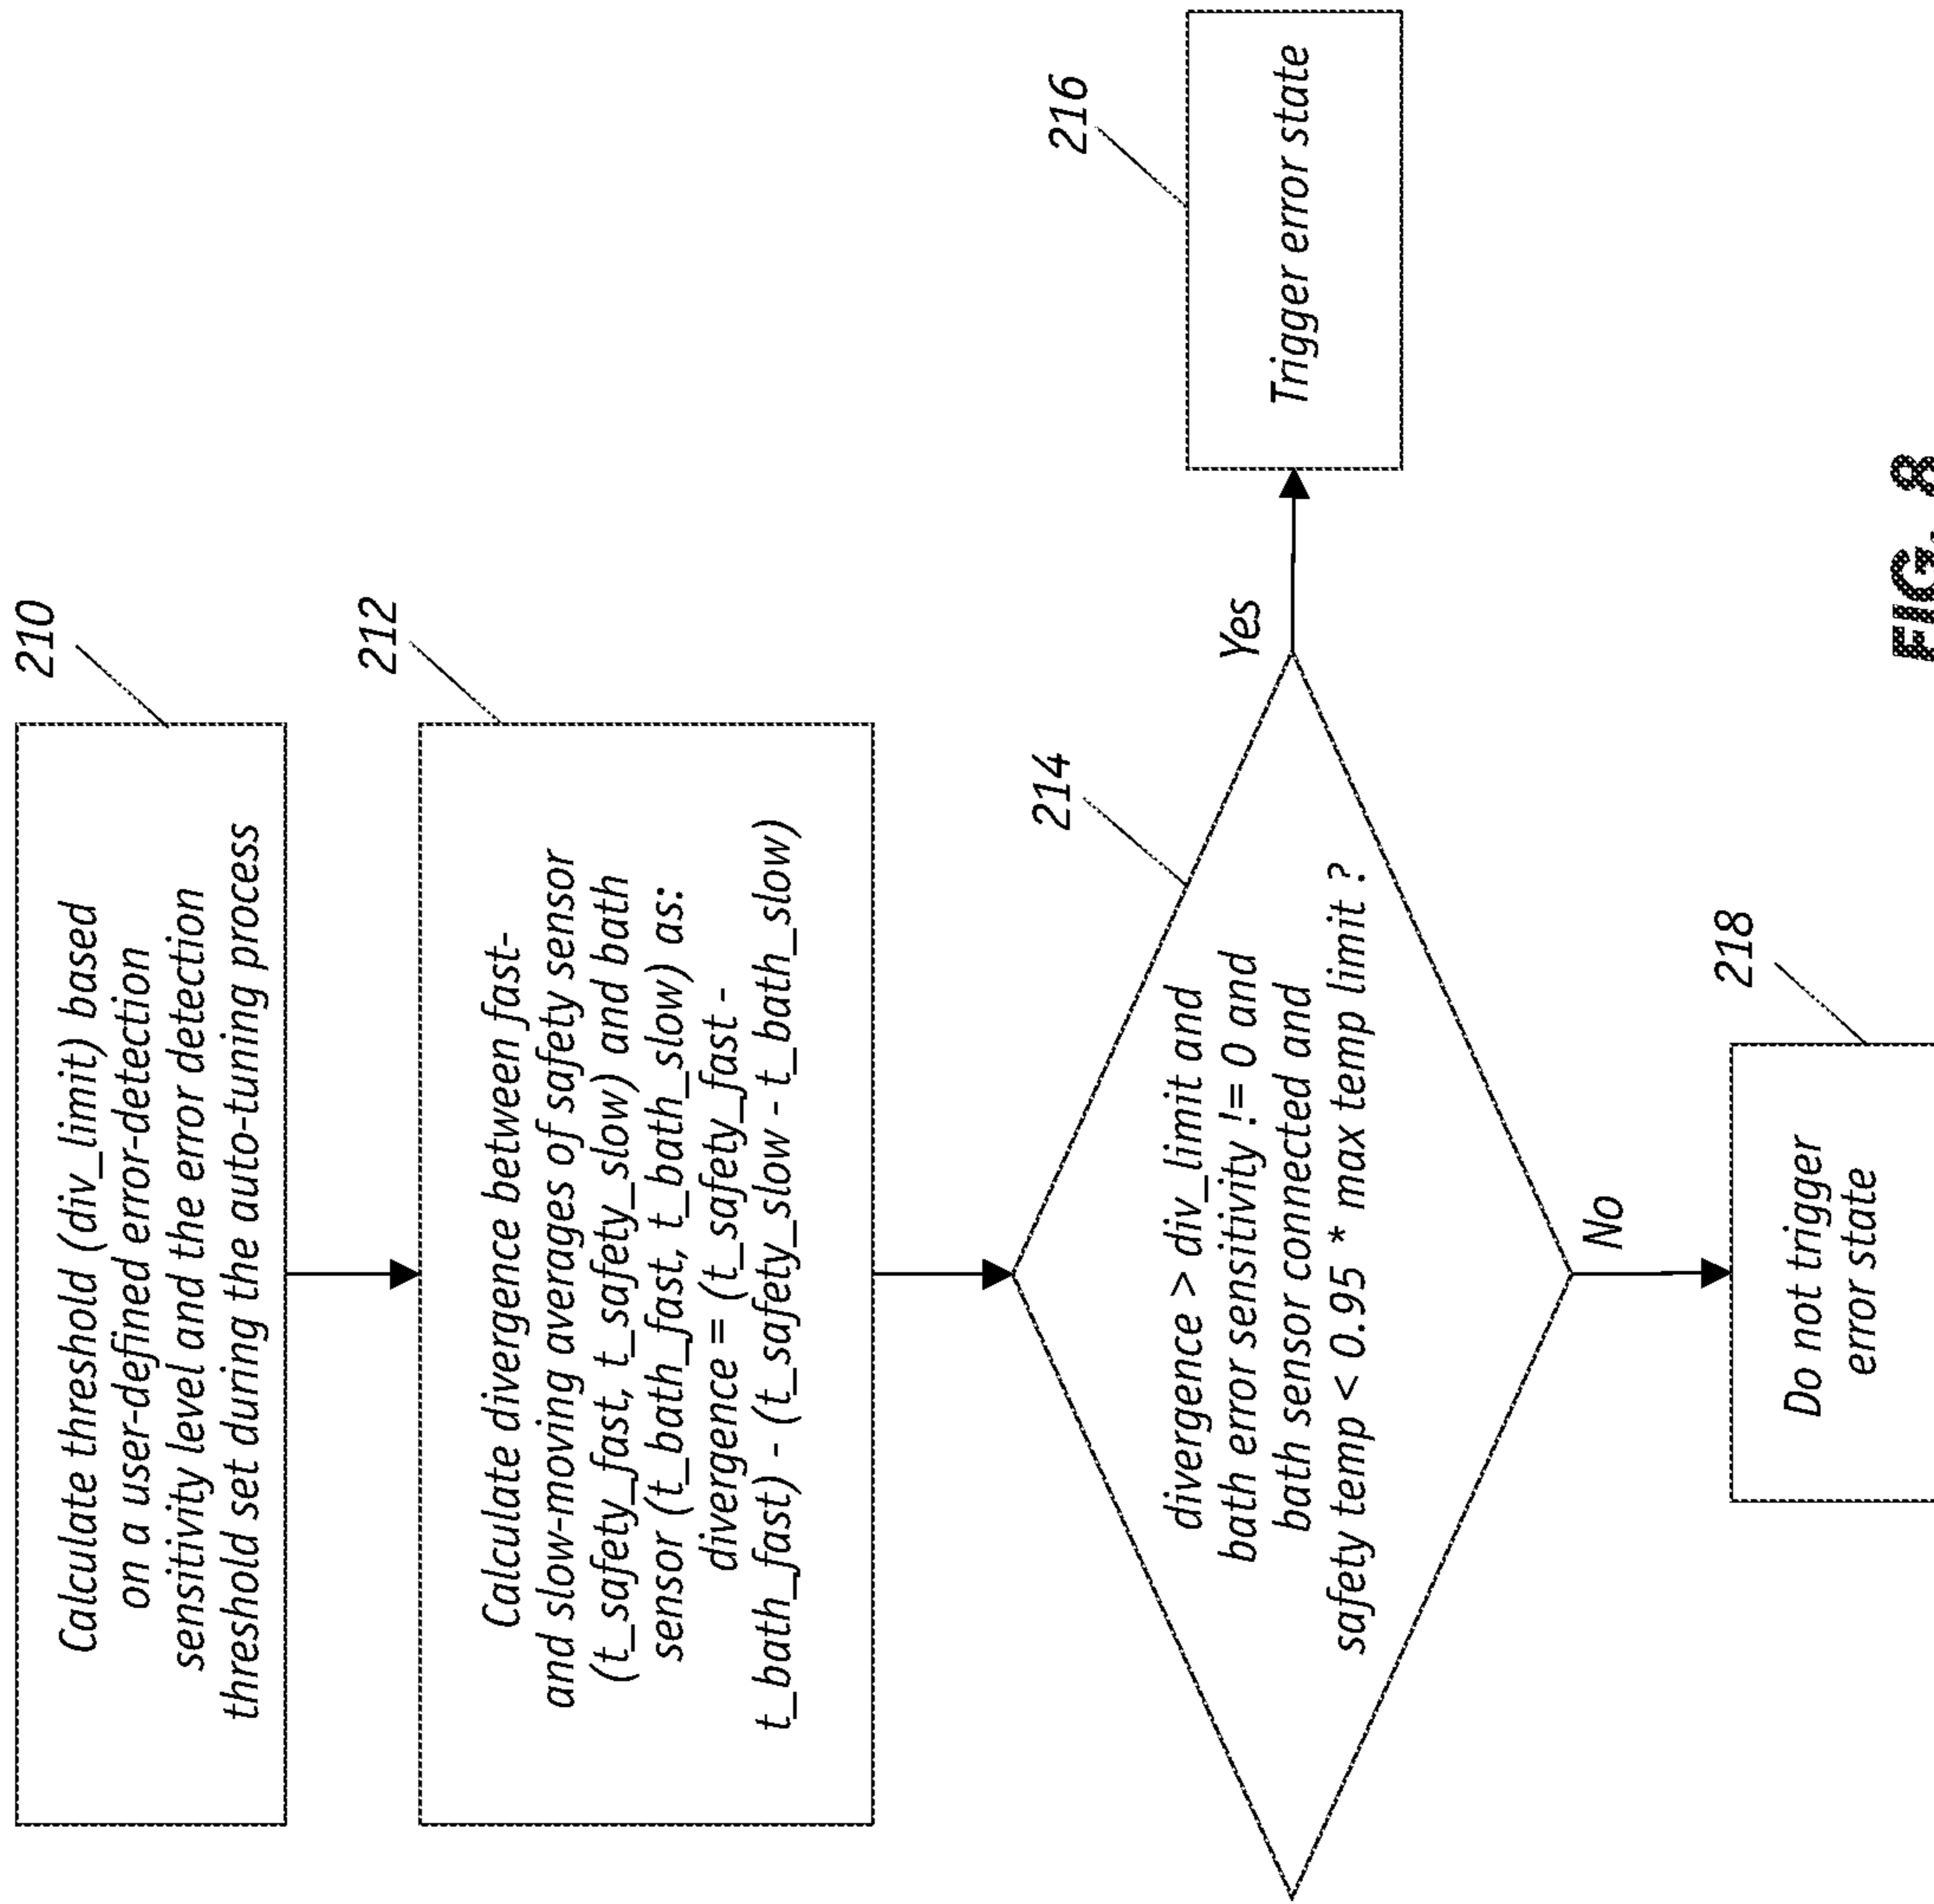 210
Calculate threshold (div_limit) based
on a user-defined error-detection
sensitivity level and the error detection
threshold set during the auto-tuning process
212
Calculate divergence between fast-
and slow-moving averages of safety sensor
(t_safety_fast, t_safety_slow) and bath
sensor (t_bath_fast, t_bath_slow) as:
divergence = (t_safety_fast -
t_bath_fast) - (t_safety_slow - t_bath_slow)
214
divergence > div_limit and
bath error sensitivity != 0 and
bath sensor connected and
safety temp < 0.95 * max temp limit ?
Yes
216
Trigger error state
No
218
Do not trigger
error state
FIG. 8